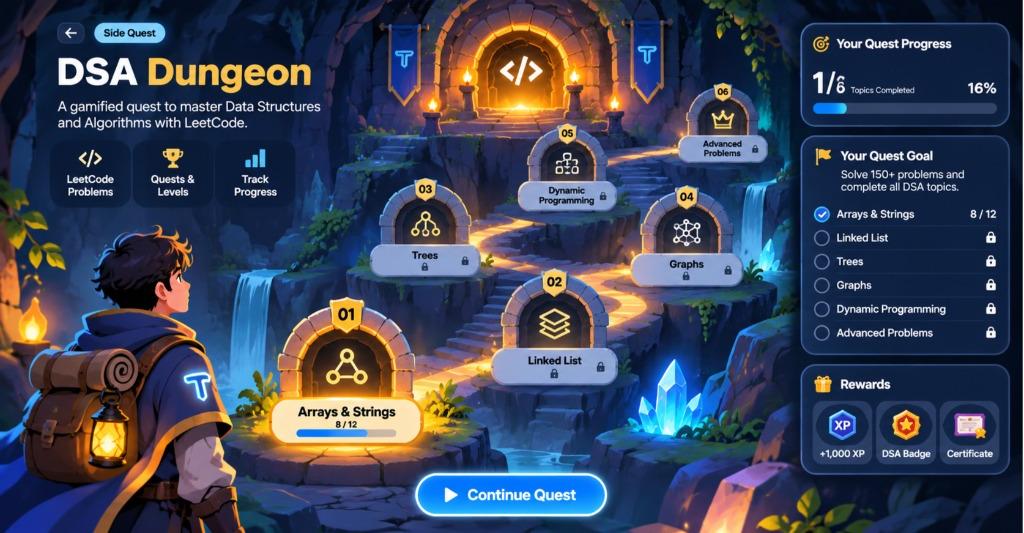 Side Quest
DSA Dungeon
A gamified quest to master Data Structures
and Algorithms with LeetCode.
</>
LeetCode
Problems
Quests &
Levels
Track
Progress
</>
T
T
06
Advanced
Problems
05
Dynamic
Programming
04
Graphs
03
Trees
02
Linked List
01
Arrays & Strings
8 / 12
T
Continue Quest
Your Quest Progress
1/6 Topics Completed 16%
Your Quest Goal
Solve 150+ problems and
complete all DSA topics.
Arrays & Strings 8 / 12
Linked List
Trees
Graphs
Dynamic Programming
Advanced Problems
Rewards
XP
+1,000 XP
DSA Badge
Certificate